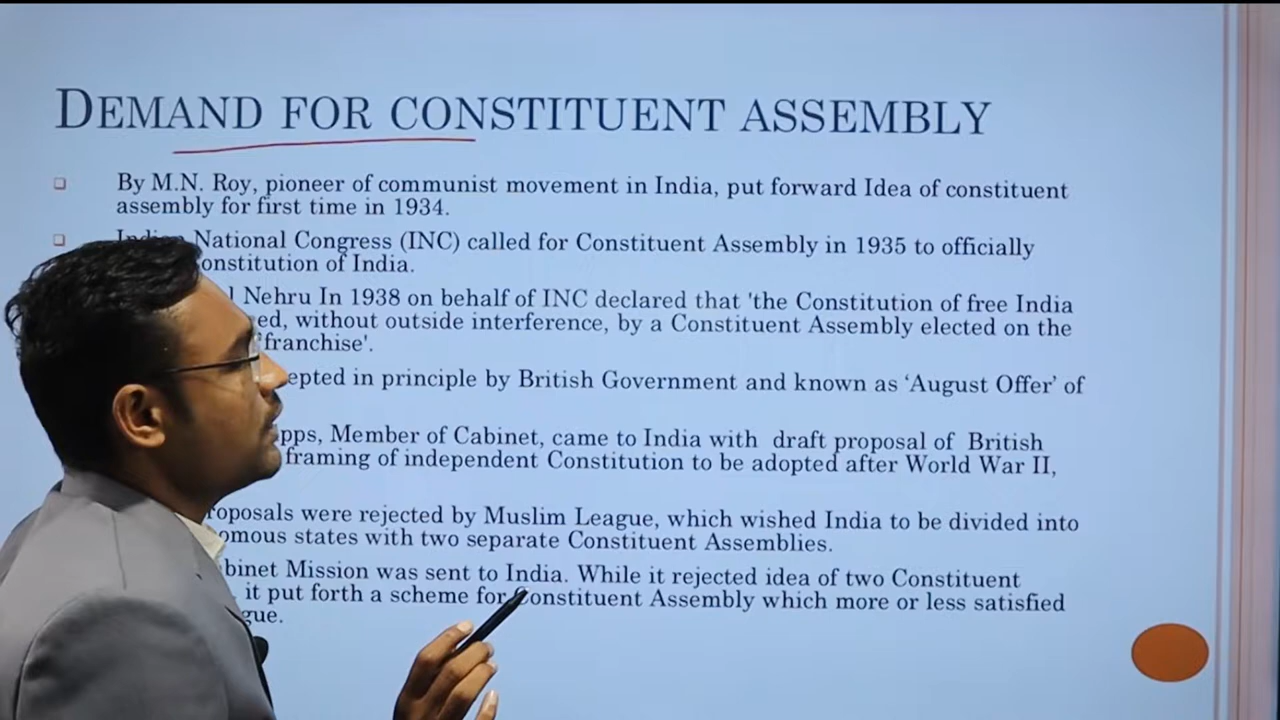 DEMAND FOR CONSTITUENT ASSEMBLY
By M.N. Roy, pioneer of communist movement in India, put forward Idea of constituent
assembly for first time in 1934.
National Congress (INC) called for Constituent Assembly in 1935 to officially
onstitution of India.
l Nehru In 1938 on behalf of INC declared that 'the Constitution of free India
ed, without outside interference, by a Constituent Assembly elected on the
franchise'.
epted in principle by British Government and known as ‘August Offer’ of
pps, Member of Cabinet, came to India with draft proposal of British
framing of independent Constitution to be adopted after World War II,
roposals were rejected by Muslim League, which wished India to be divided into
omous states with two separate Constituent Assemblies.
binet Mission was sent to India. While it rejected idea of two Constituent
it put forth a scheme for Constituent Assembly which more or less satisfied
gue.